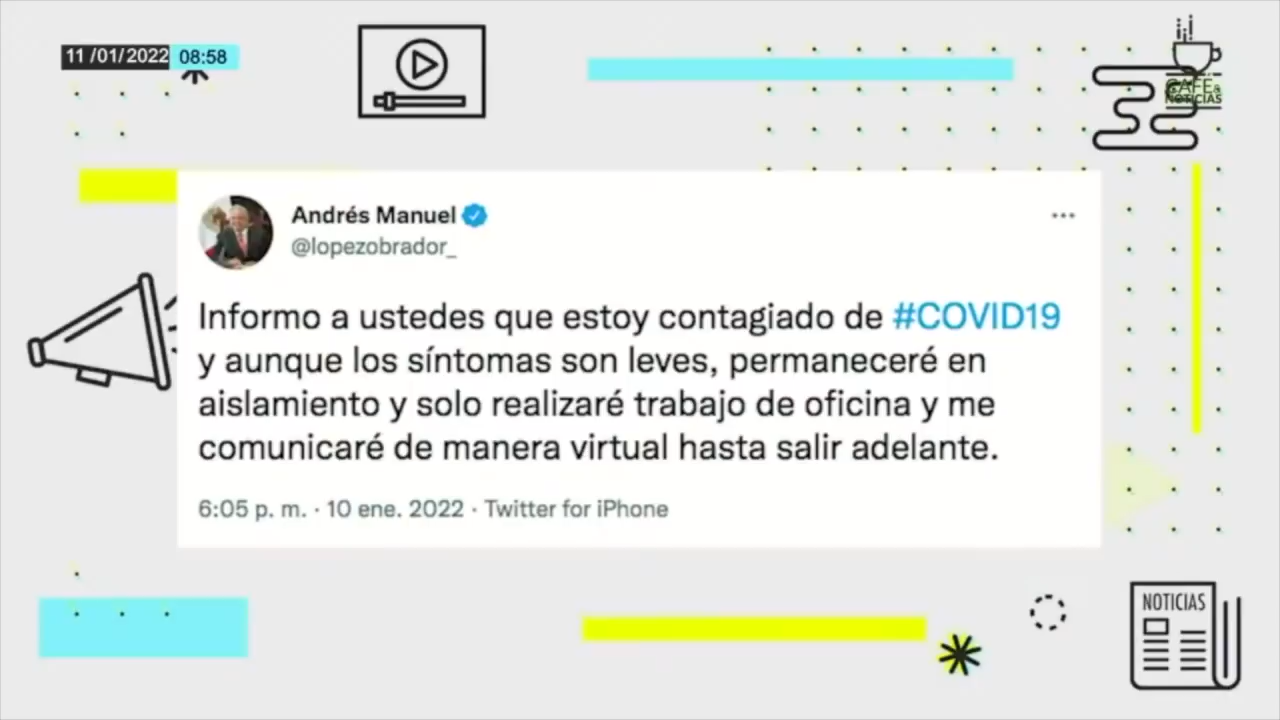 11 /01/2022 08:58
CAFE&
NOTICIAS
Andrés Manuel
@lopezobrador_
Informo a ustedes que estoy contagiado de #COVID19
y aunque los síntomas son leves, permaneceré en
aislamiento y solo realizaré trabajo de oficina y me
comunicaré de manera virtual hasta salir adelante.
6:05 p. m. · 10 ene. 2022 · Twitter for iPhone
NOTICIAS